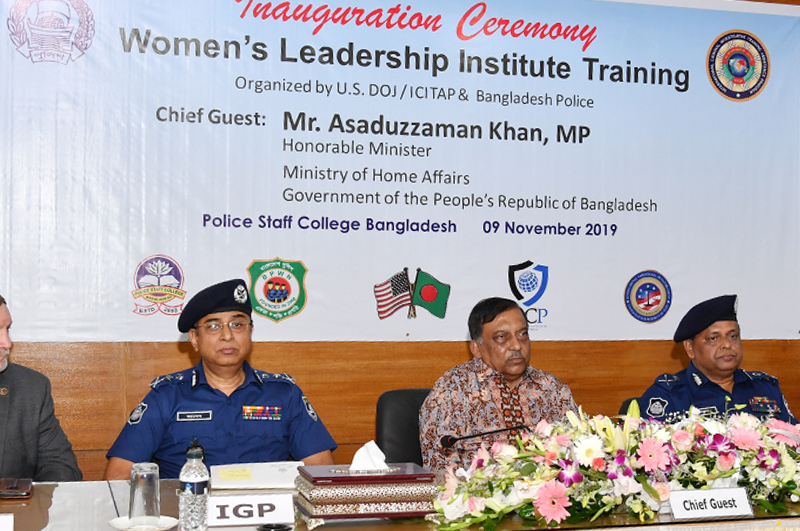 Inauguration Ceremony
Women's Leadership Institute Training
Organized by U.S. DOJ / ICITAP & Bangladesh Police
Chief Guest: Mr. Asaduzzaman Khan, MP
Honorable Minister
Ministry of Home Affairs
Government of the People's Republic of Bangladesh
Police Staff College Bangladesh 09 November 2019
BPWN
CP
IGP
Chief Guest